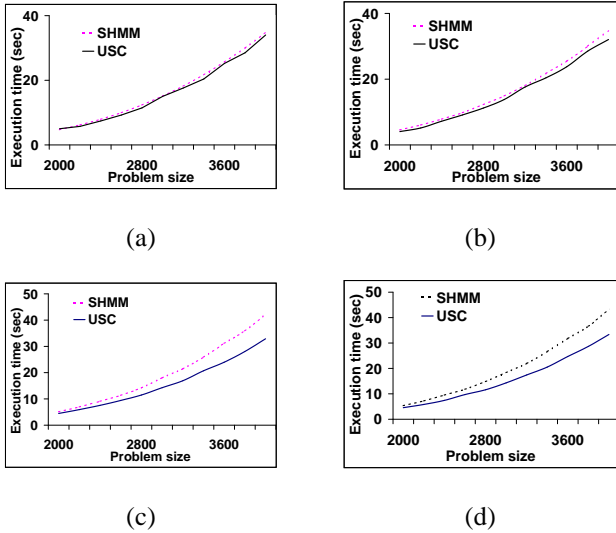 Execution time (sec)
40
20
0
SHMM
USC
2000 2800 3600
Problem size
(a)
Execution time (sec)
40
20
0
SHMM
USC
2000 2800 3600
Problem size
(b)
Execution time (sec)
50
40
30
20
10
0
SHMM
USC
2000 2800 3600
Problem size
(c)
Execution time (sec)
50
40
30
20
10
0
SHMM
USC
2000 2800 3600
Problem size
(d)